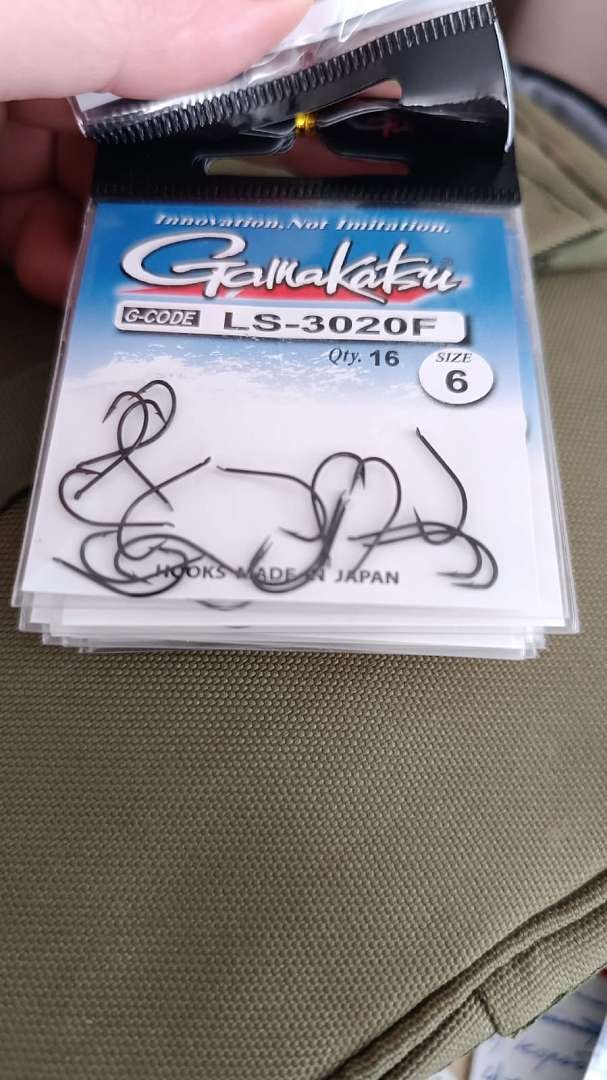 Innovation, Not Imitation.
Gamakatsu
G-CODE LS-3020F
Qty. 16
SIZE
6
HOOKS MADE IN JAPAN